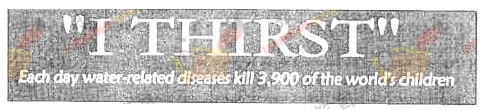 "I THIRST"
Each day water-related diseases kill 3,900 of the world's children